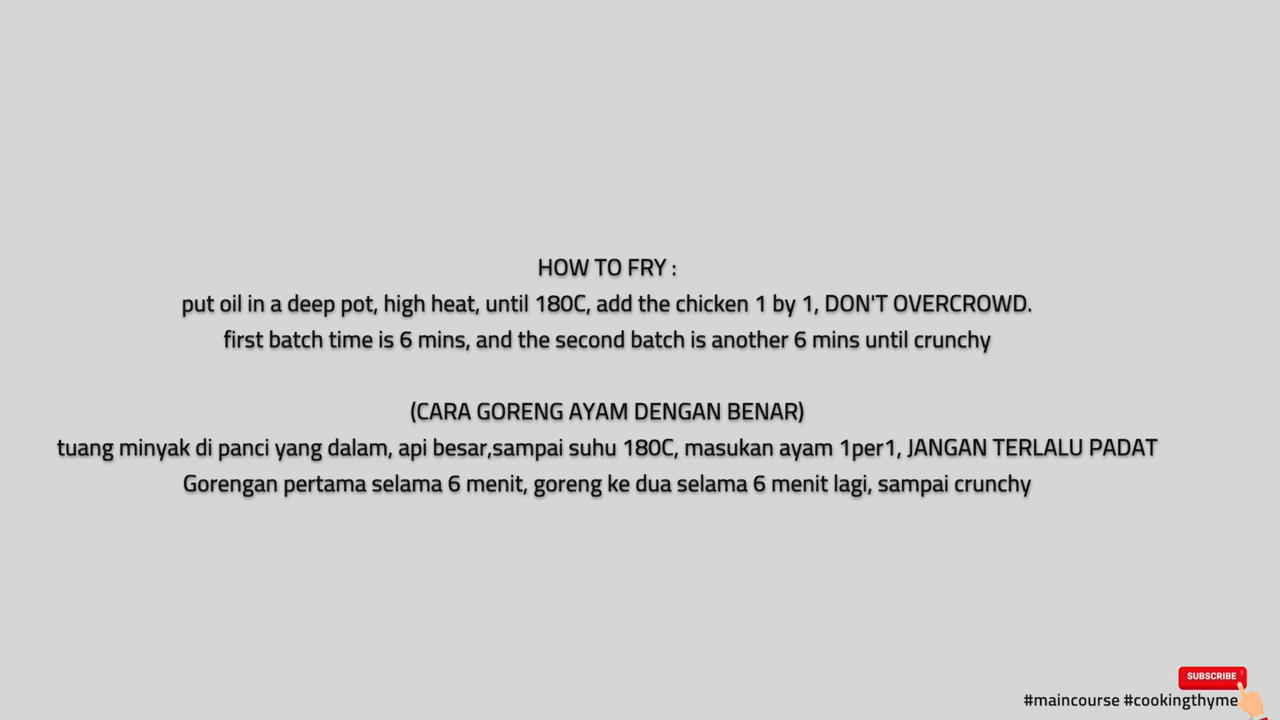 HOW TO FRY :
put oil in a deep pot, high heat, until 180C, add the chicken 1 by 1, DON'T OVERCROWD.
first batch time is 6 mins, and the second batch is another 6 mins until crunchy
(CARA GORENG AYAM DENGAN BENAR)
tuang minyak di panci yang dalam, api besar,sampai suhu 180C, masukan ayam 1per1, JANGAN TERLALU PADAT
Gorengan pertama selama 6 menit, goreng ke dua selama 6 menit lagi, sampai crunchy
SUBSCRIBE
#maincourse #cookingthyme